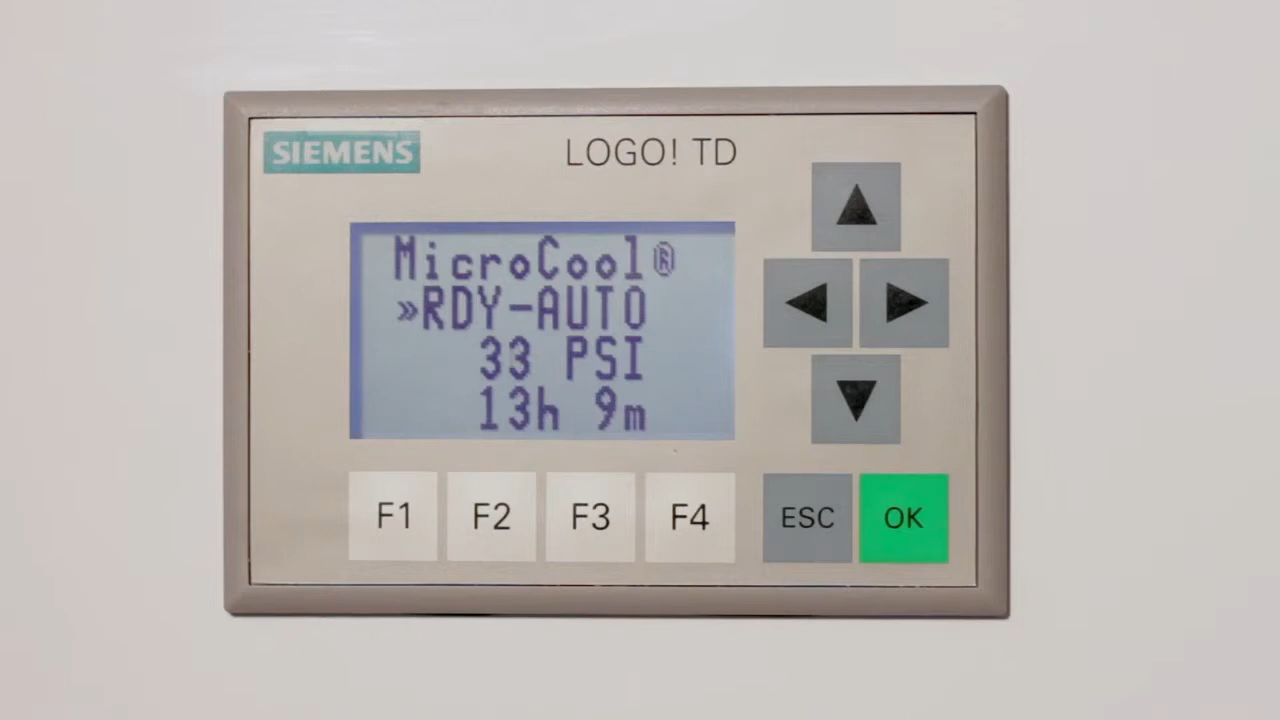 SIEMENS
LOGO! TD
MicroCool®
»RDY-AUTO
33 PSI
13h 9m
F1 F2 F3 F4 ESC OK